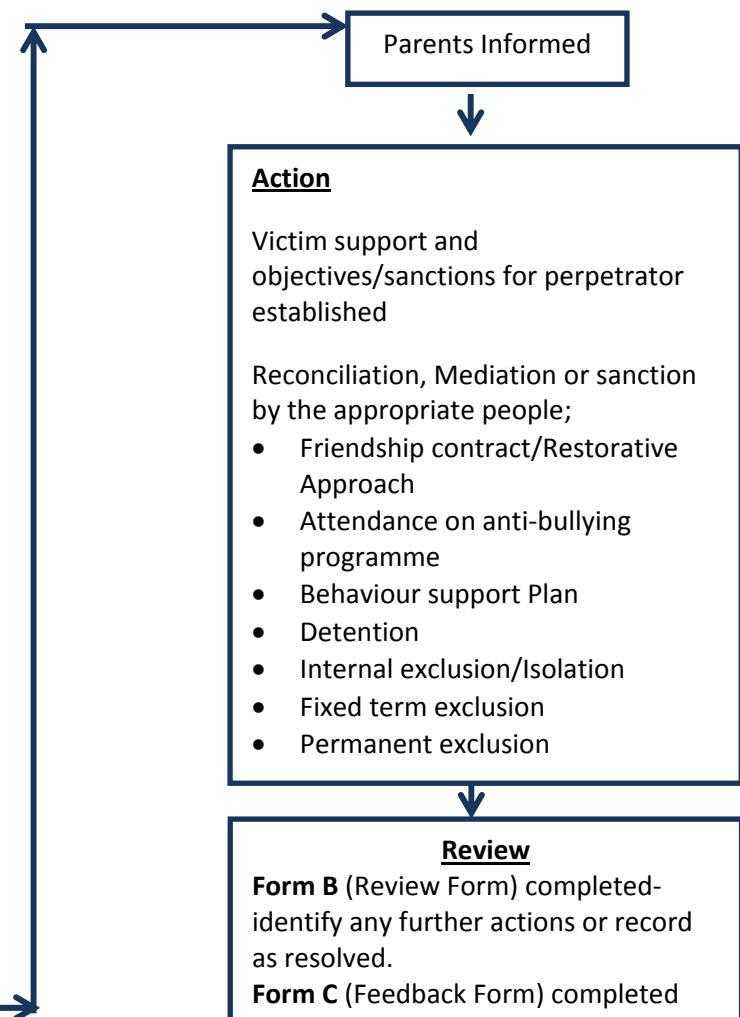 Parents Informed
Action
Victim support and
objectives/sanctions for perpetrator
established
Reconciliation, Mediation or sanction
by the appropriate people;
• Friendship contract/Restorative
Approach
• Attendance on anti-bullying
programme
• Behaviour support Plan
• Detention
• Internal exclusion/Isolation
• Fixed term exclusion
• Permanent exclusion
Review
Form B (Review Form) completed-
identify any further actions or record
as resolved.
Form C (Feedback Form) completed